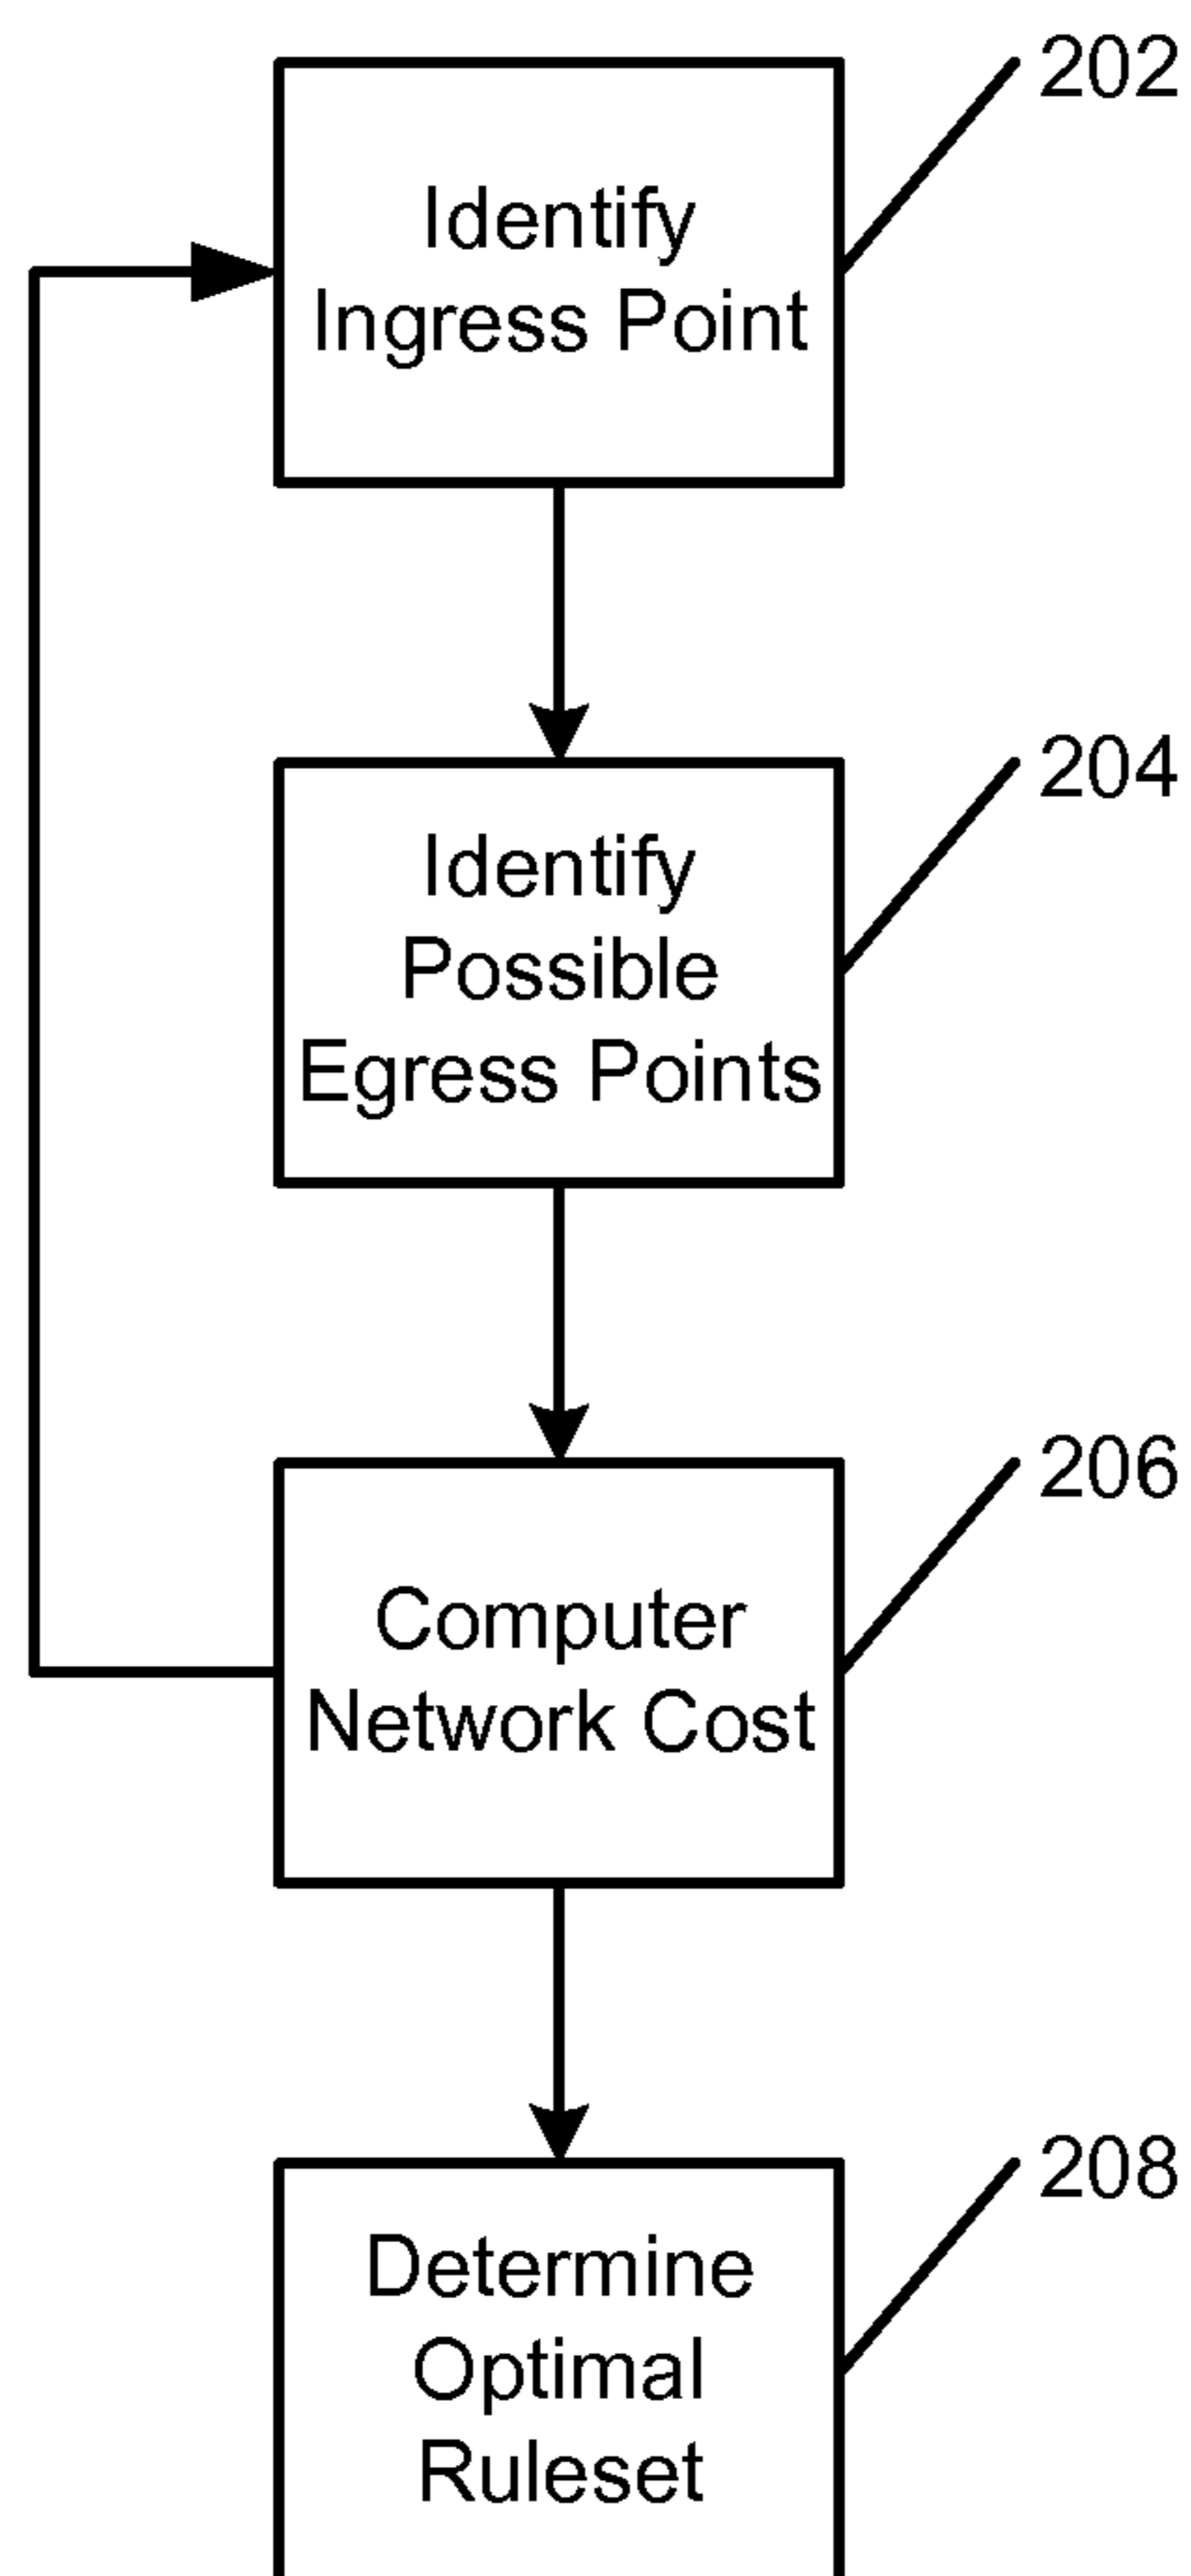 202
Identify
Ingress Point
204
Identify
Possible
Egress Points
206
Computer
Network Cost
208
Determine
Optimal
Ruleset